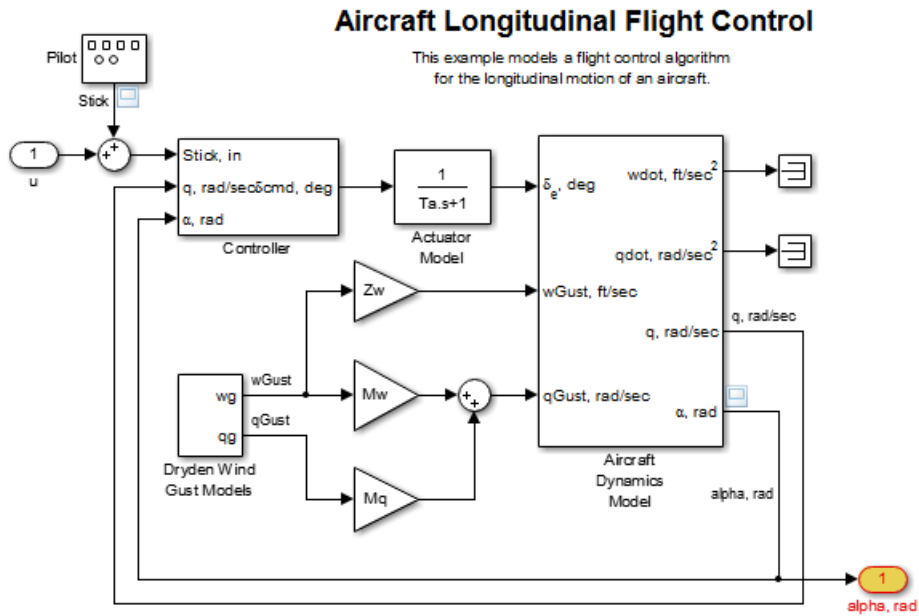 Aircraft Longitudinal Flight Control
This example models a flight control algorithm
for the longitudinal motion of an aircraft.
Pilot
Stick
1
u
+
+
Stick, in
q, rad/sec
δcmd, deg
α, rad
Controller
1
Ta.s+1
Actuator
Model
δe, deg
wGust, ft/sec
qGust, rad/sec
wdot, ft/sec²
qdot, rad/sec²
q, rad/sec
α, rad
Aircraft
Dynamics
Model
q, rad/sec
alpha, rad
Zw
Mw
Mq
+
+
wg
qg
wGust
qGust
Dryden Wind
Gust Models
1
alpha, rad